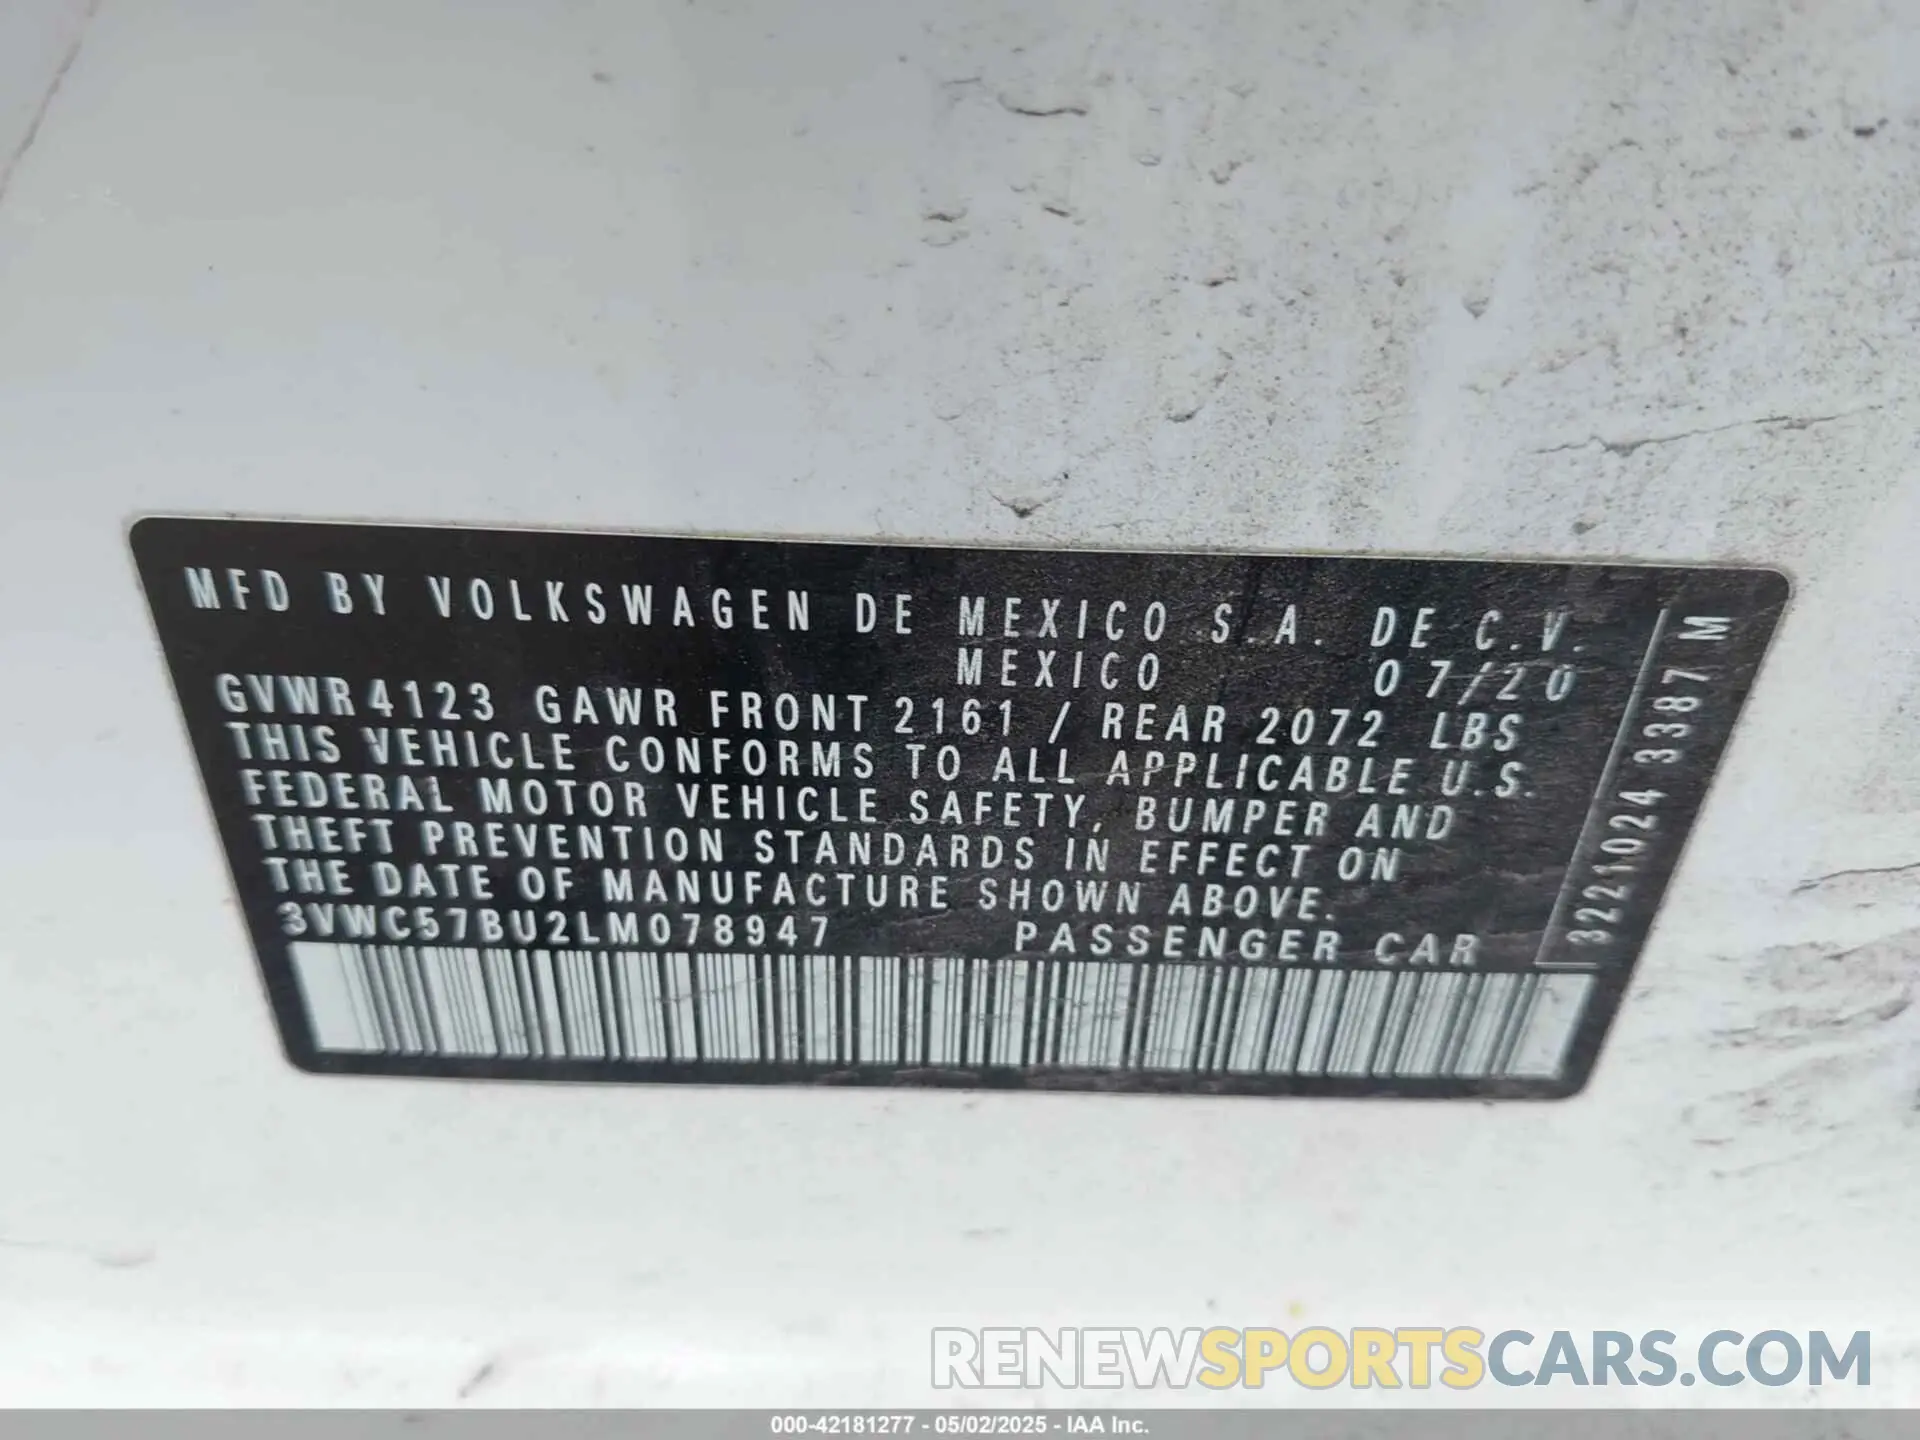 MFD BY VOLKSWAGEN DE MEXICO S.A. DE C.V.
MEXICO 07/20
GVWR 4123 GAWR FRONT 2161 / REAR 2072 LBS
THIS VEHICLE CONFORMS TO ALL APPLICABLE U.S.
FEDERAL MOTOR VEHICLE SAFETY, BUMPER AND
THEFT PREVENTION STANDARDS IN EFFECT ON
THE DATE OF MANUFACTURE SHOWN ABOVE.
3VWC57BU2LM078947 PASSENGER CAR
3221024 3387 M
RENEWSPORTSCARS.COM
000-42181277 - 05/02/2025 - IAA Inc.